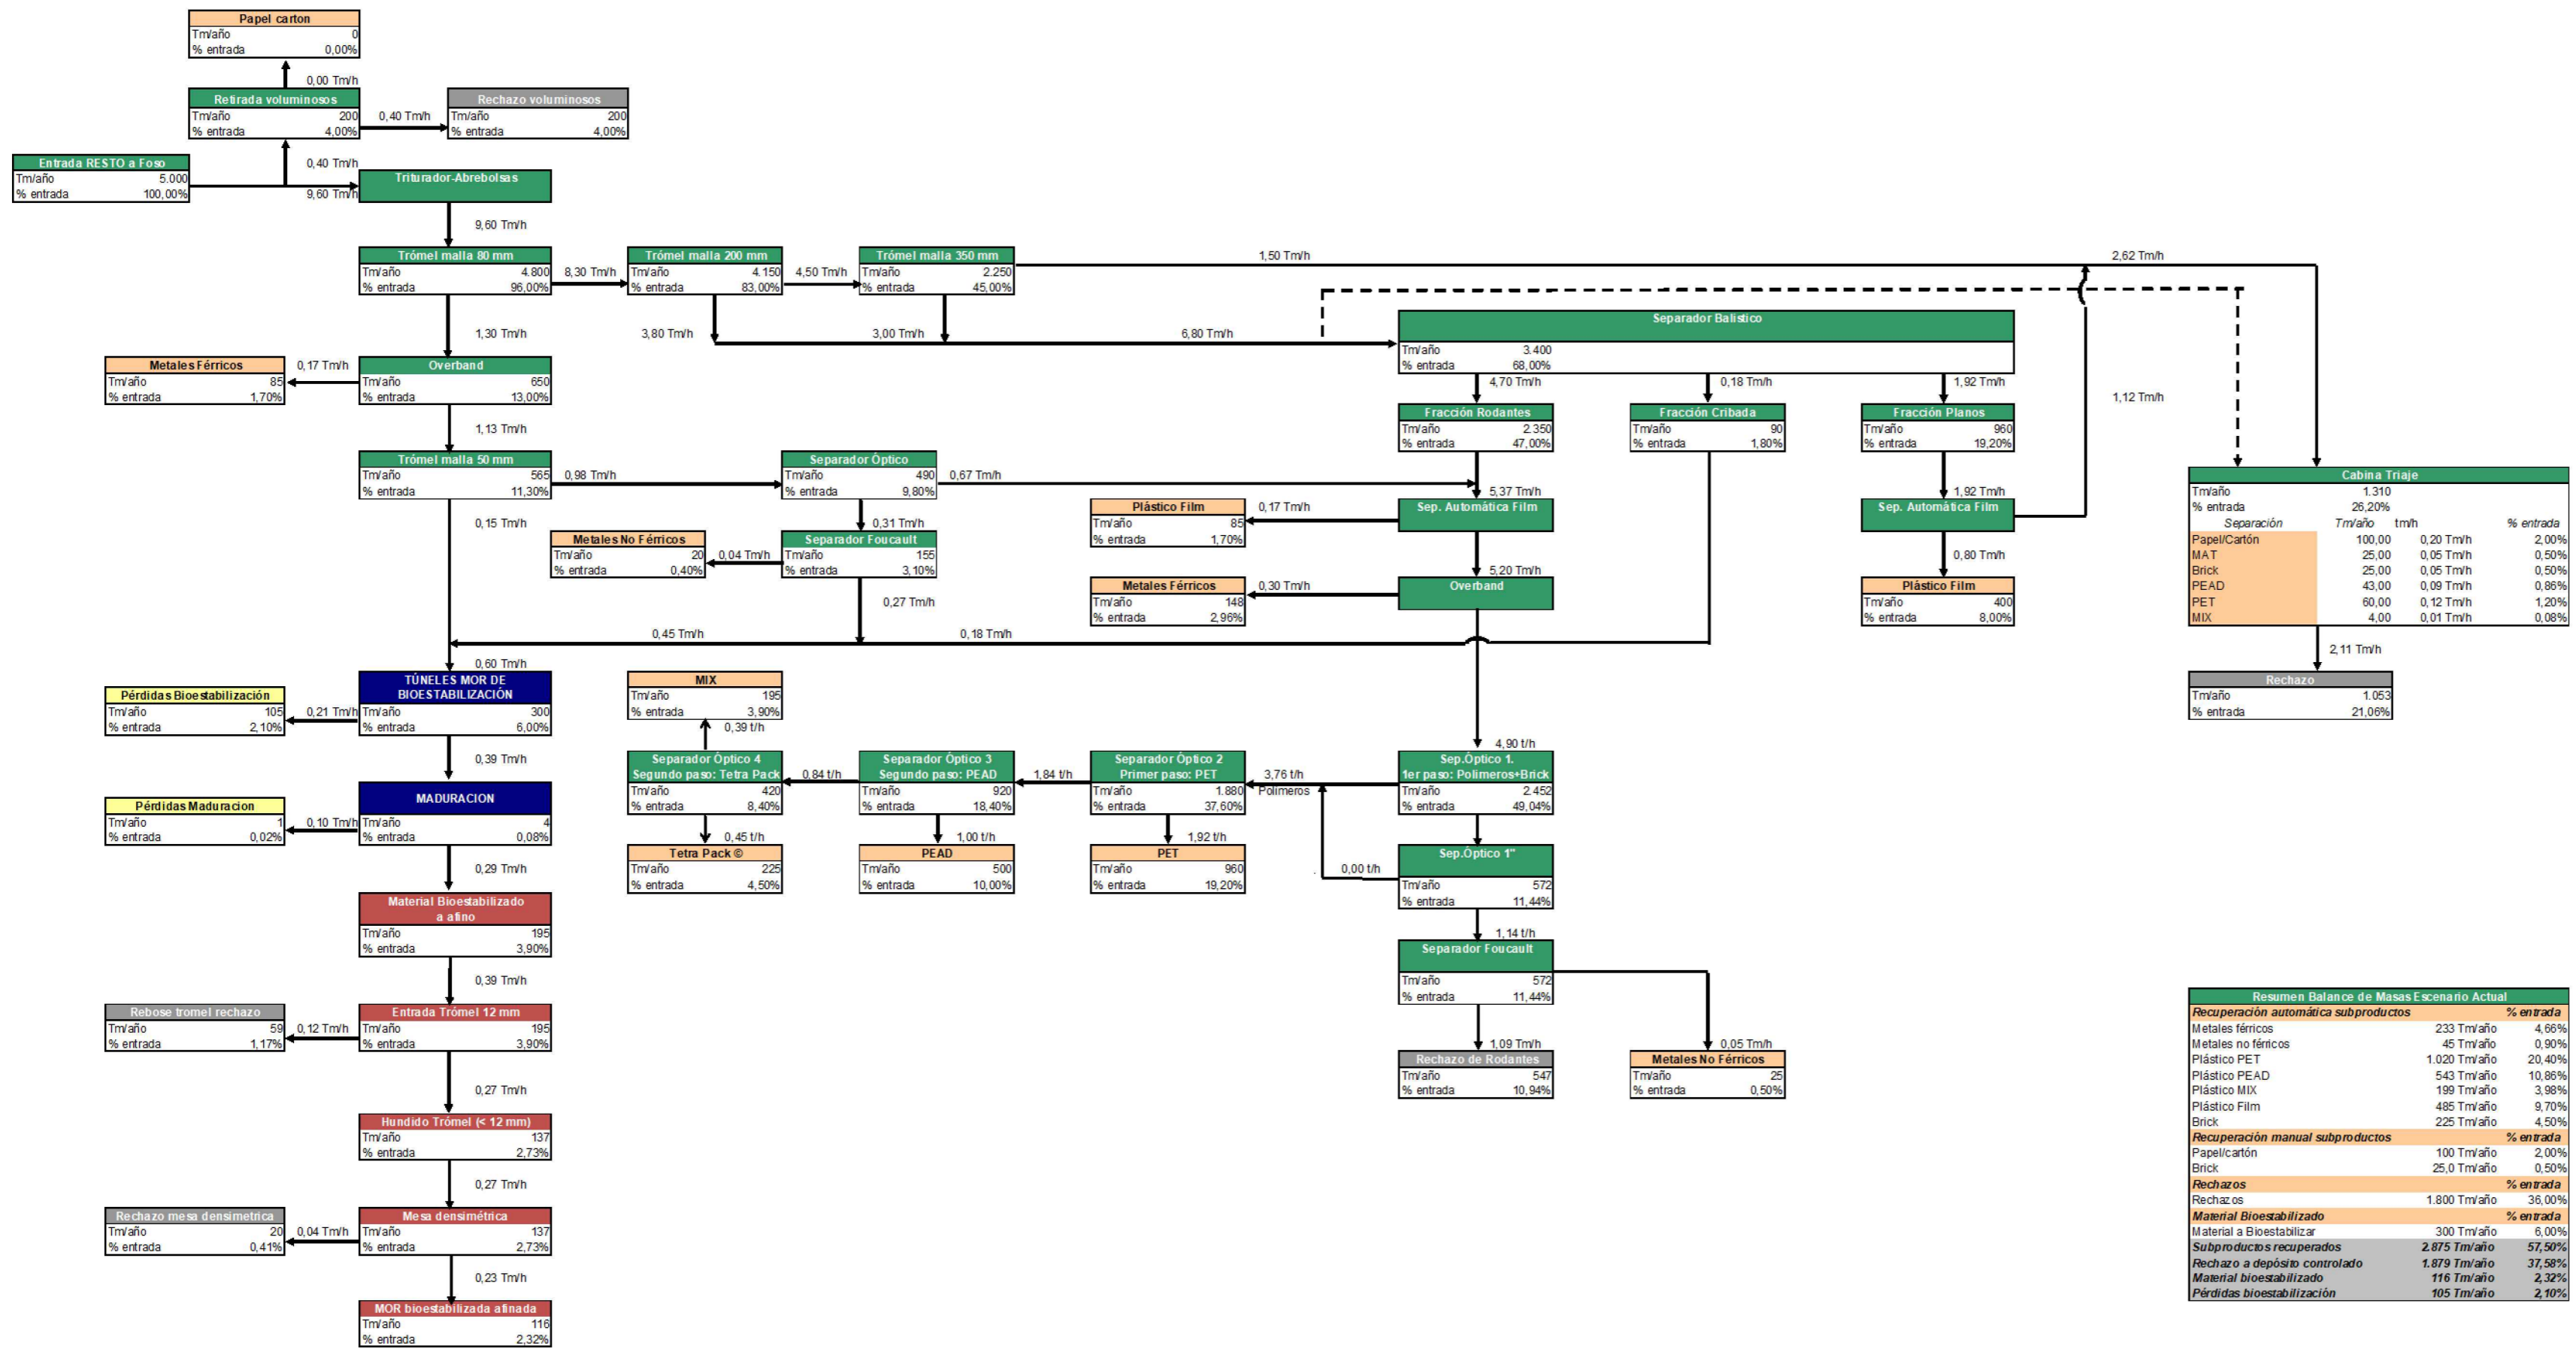 Papel carton
Tm/año 0
% entrada 0,00%
0,00 Tm/h
Retirada voluminosos
Tm/año 200
% entrada 4,00%
0,40 Tm/h
Rechazo voluminosos
Tm/año 200
% entrada 4,00%
Entrada RESTO a Foso
Tm/año 5.000
% entrada 100,00%
0,40 Tm/h
9,60 Tm/h
Triturador-Abrebolsas
9,60 Tm/h
Trómel malla 80 mm
Tm/año 4.800
% entrada 96,00%
8,30 Tm/h
Trómel malla 200 mm
Tm/año 4.150
% entrada 83,00%
4,50 Tm/h
Trómel malla 350 mm
Tm/año 2.250
% entrada 45,00%
1,50 Tm/h
2,62 Tm/h
1,30 Tm/h
3,80 Tm/h
3,00 Tm/h
6,80 Tm/h
Separador Balistico
Tm/año 3.400
% entrada 68,00%
Metales Férricos
Tm/año 85
% entrada 1,70%
0,17 Tm/h
Overband
Tm/año 650
% entrada 13,00%
4,70 Tm/h
0,18 Tm/h
1,92 Tm/h
1,12 Tm/h
Fracción Rodantes
Tm/año 2.350
% entrada 47,00%
Fracción Cribada
Tm/año 90
% entrada 1,80%
Fracción Planos
Tm/año 960
% entrada 19,20%
1,13 Tm/h
Trómel malla 50 mm
Tm/año 565
% entrada 11,30%
0,98 Tm/h
Separador Óptico
Tm/año 490
% entrada 9,80%
0,67 Tm/h
5,37 Tm/h
1,92 Tm/h
0,15 Tm/h
0,31 Tm/h
Plástico Film
Tm/año 85
% entrada 1,70%
0,17 Tm/h
Sep. Automática Film
Sep. Automática Film
Metales No Férricos
Tm/año 20
% entrada 0,40%
0,04 Tm/h
Separador Foucault
Tm/año 155
% entrada 3,10%
0,80 Tm/h
5,20 Tm/h
Metales Férricos
Tm/año 148
% entrada 2,96%
0,30 Tm/h
Overband
Plástico Film
Tm/año 400
% entrada 8,00%
0,27 Tm/h
0,45 Tm/h
0,18 Tm/h
Cabina Triaje
Tm/año 1.310
% entrada 26,20%
Separación Tm/año tm/h % entrada
Papel/Cartón 100,00 0,20 Tm/h 2,00%
MAT 25,00 0,05 Tm/h 0,50%
Brick 25,00 0,05 Tm/h 0,50%
PEAD 43,00 0,09 Tm/h 0,86%
PET 60,00 0,12 Tm/h 1,20%
MIX 4,00 0,01 Tm/h 0,08%
2,11 Tm/h
Rechazo
Tm/año 1.053
% entrada 21,06%
0,60 Tm/h
TÚNELES MOR DE
BIOESTABILIZACIÓN
Tm/año 300
% entrada 6,00%
Pérdidas Bioestabilización
Tm/año 105
% entrada 2,10%
0,21 Tm/h
MIX
Tm/año 195
% entrada 3,90%
0,39 t/h
0,39 Tm/h
4,90 t/h
Separador Óptico 4
Segundo paso: Tetra Pack
Tm/año 420
% entrada 8,40%
0,84 t/h
Separador Óptico 3
Segundo paso: PEAD
Tm/año 920
% entrada 18,40%
1,84 t/h
Separador Óptico 2
Primer paso: PET
Tm/año 1.880
% entrada 37,60%
3,76 t/h
Polímeros
Sep.Óptico 1.
1er paso: Polimeros+Brick
Tm/año 2.452
% entrada 49,04%
Pérdidas Maduracion
Tm/año 1
% entrada 0,02%
0,10 Tm/h
MADURACION
Tm/año 4
% entrada 0,08%
0,45 t/h
1,00 t/h
1,92 t/h
Tetra Pack ©
Tm/año 225
% entrada 4,50%
PEAD
Tm/año 500
% entrada 10,00%
PET
Tm/año 960
% entrada 19,20%
0,00 t/h
Sep.Óptico 1"
Tm/año 572
% entrada 11,44%
0,29 Tm/h
Material Bioestabilizado
a afino
Tm/año 195
% entrada 3,90%
1,14 t/h
Separador Foucault
Tm/año 572
% entrada 11,44%
0,39 Tm/h
Rebose tromel rechazo
Tm/año 59
% entrada 1,17%
0,12 Tm/h
Entrada Trómel 12 mm
Tm/año 195
% entrada 3,90%
1,09 Tm/h
0,05 Tm/h
Rechazo de Rodantes
Tm/año 547
% entrada 10,94%
Metales No Férricos
Tm/año 25
% entrada 0,50%
0,27 Tm/h
Hundido Trómel (< 12 mm)
Tm/año 137
% entrada 2,73%
0,27 Tm/h
Rechazo mesa densimetrica
Tm/año 20
% entrada 0,41%
0,04 Tm/h
Mesa densimétrica
Tm/año 137
% entrada 2,73%
0,23 Tm/h
MOR bioestabilizada afinada
Tm/año 116
% entrada 2,32%
Resumen Balance de Masas Escenario Actual
Recuperación automática subproductos % entrada
Metales férricos 233 Tm/año 4,66%
Metales no férricos 45 Tm/año 0,90%
Plástico PET 1.020 Tm/año 20,40%
Plástico PEAD 543 Tm/año 10,86%
Plástico MIX 199 Tm/año 3,98%
Plástico Film 485 Tm/año 9,70%
Brick 225 Tm/año 4,50%
Recuperación manual subproductos % entrada
Papel/cartón 100 Tm/año 2,00%
Brick 25,0 Tm/año 0,50%
Rechazos % entrada
Rechazos 1.800 Tm/año 36,00%
Material Bioestabilizado % entrada
Material a Bioestabilizar 300 Tm/año 6,00%
Subproductos recuperados 2.875 Tm/año 57,50%
Rechazo a depósito controlado 1.879 Tm/año 37,58%
Material bioestabilizado 116 Tm/año 2,32%
Pérdidas bioestabilización 105 Tm/año 2,10%